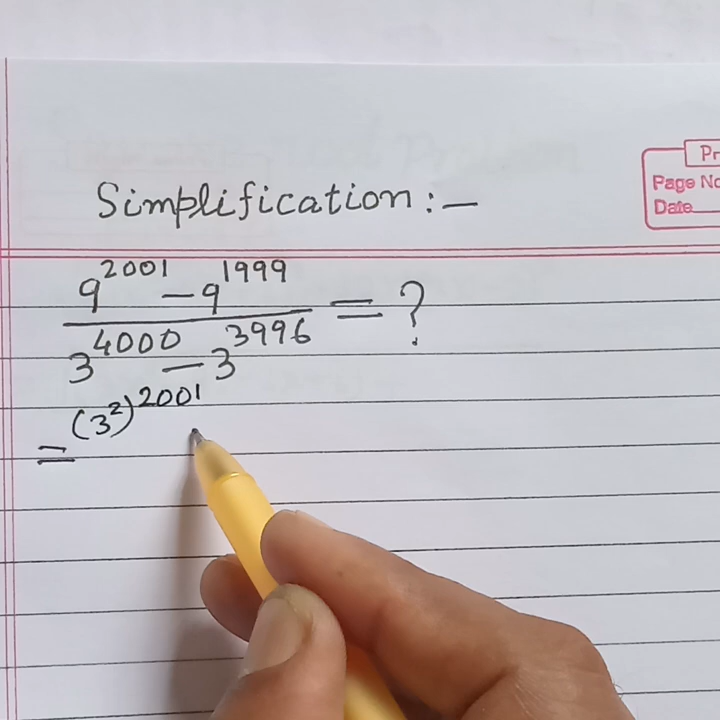 Pr
Page No
Date
Simplification :-
9^2001 - 9^1999
3^4000 - 3^3996
= ?
= (3^2)^2001